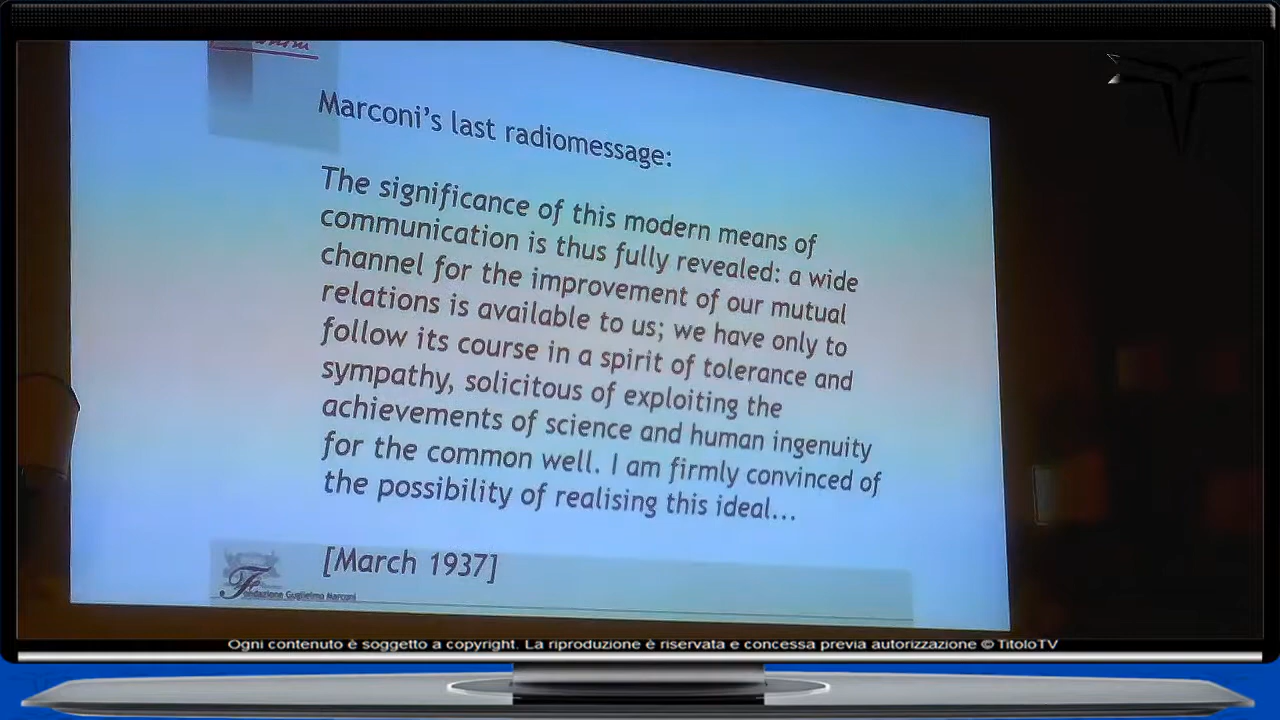 Marconi's last radiomessage:
The significance of this modern means of
communication is thus fully revealed: a wide
channel for the improvement of our mutual
relations is available to us; we have only to
follow its course in a spirit of tolerance and
sympathy, solicitous of exploiting the
achievements of science and human ingenuity
for the common well. I am firmly convinced of
the possibility of realising this ideal...
[March 1937]
Fondazione Guglielmo Marconi
Ogni contenuto è soggetto a copyright. La riproduzione è riservata e concessa previa autorizzazione © TitoloTV